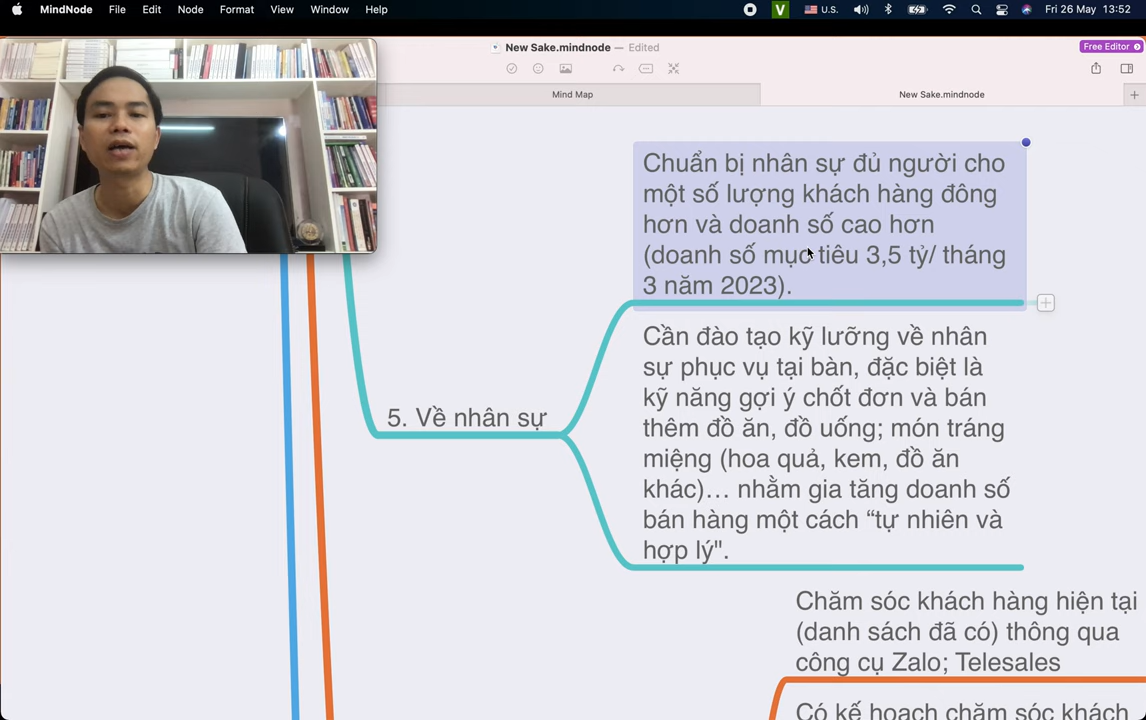 MindNode File Edit Node Format View Window Help V U.S. Fri 26 May 13:52
New Sake.mindnode — Edited
Free Editor
Mind Map
New Sake.mindnode
Chuẩn bị nhân sự đủ người cho
một số lượng khách hàng đông
hơn và doanh số cao hơn
(doanh số mục tiêu 3,5 tỷ/ tháng
3 năm 2023).
5. Về nhân sự
Cần đào tạo kỹ lưỡng về nhân
sự phục vụ tại bàn, đặc biệt là
kỹ năng gợi ý chốt đơn và bán
thêm đồ ăn, đồ uống; món tráng
miệng (hoa quả, kem, đồ ăn
khác)… nhằm gia tăng doanh số
bán hàng một cách “tự nhiên và
hợp lý".
Chăm sóc khách hàng hiện tại
(danh sách đã có) thông qua
công cụ Zalo; Telesales
Có kế hoạch chăm sóc khách